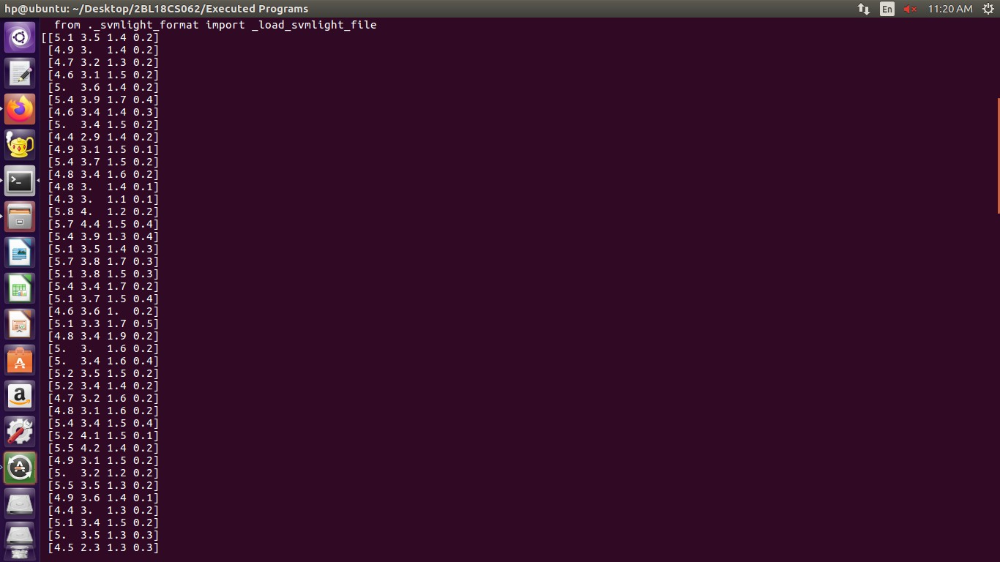 hp@ubuntu: ~/Desktop/2BL18CS062/Executed Programs
En
11:20 AM
from ._svmlight_format import _load_svmlight_file
[[5.1 3.5 1.4 0.2]
[4.9 3.  1.4 0.2]
[4.7 3.2 1.3 0.2]
[4.6 3.1 1.5 0.2]
[5.  3.6 1.4 0.2]
[5.4 3.9 1.7 0.4]
[4.6 3.4 1.4 0.3]
[5.  3.4 1.5 0.2]
[4.4 2.9 1.4 0.2]
[4.9 3.1 1.5 0.1]
[5.4 3.7 1.5 0.2]
[4.8 3.4 1.6 0.2]
[4.8 3.  1.4 0.1]
[4.3 3.  1.1 0.1]
[5.8 4.  1.2 0.2]
[5.7 4.4 1.5 0.4]
[5.4 3.9 1.3 0.4]
[5.1 3.5 1.4 0.3]
[5.7 3.8 1.7 0.3]
[5.1 3.8 1.5 0.3]
[5.4 3.4 1.7 0.2]
[5.1 3.7 1.5 0.4]
[4.6 3.6 1.  0.2]
[5.1 3.3 1.7 0.5]
[4.8 3.4 1.9 0.2]
[5.  3.  1.6 0.2]
[5.  3.4 1.6 0.4]
[5.2 3.5 1.5 0.2]
[5.2 3.4 1.4 0.2]
[4.7 3.2 1.6 0.2]
[4.8 3.1 1.6 0.2]
[5.4 3.4 1.5 0.4]
[5.2 4.1 1.5 0.1]
[5.5 4.2 1.4 0.2]
[4.9 3.1 1.5 0.2]
[5.  3.2 1.2 0.2]
[5.5 3.5 1.3 0.2]
[4.9 3.6 1.4 0.1]
[4.4 3.  1.3 0.2]
[5.1 3.4 1.5 0.2]
[5.  3.5 1.3 0.3]
[4.5 2.3 1.3 0.3]